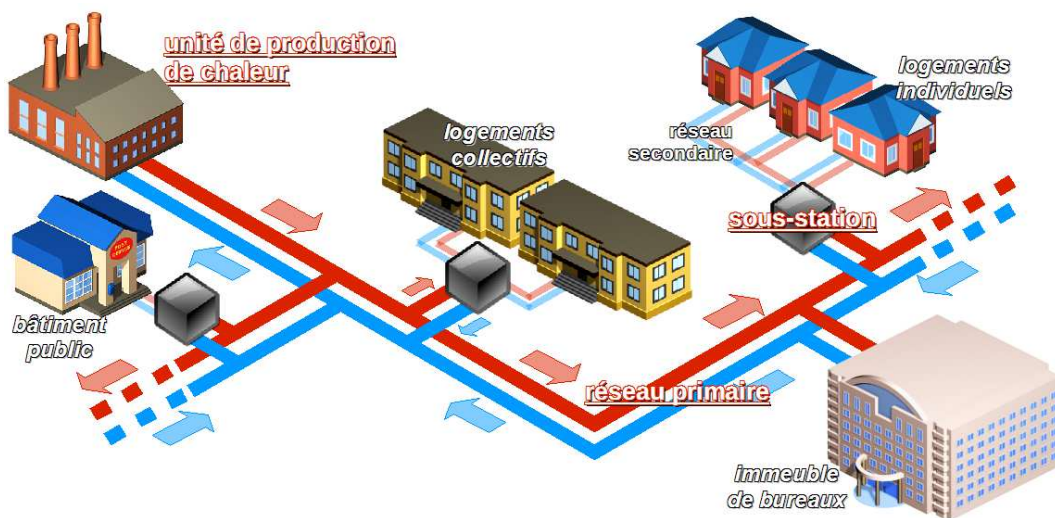 unité de production
de chaleur
logements
individuels
logements
collectifs
réseau
secondaire
sous-station
bâtiment
public
réseau primaire
immeuble
de bureaux